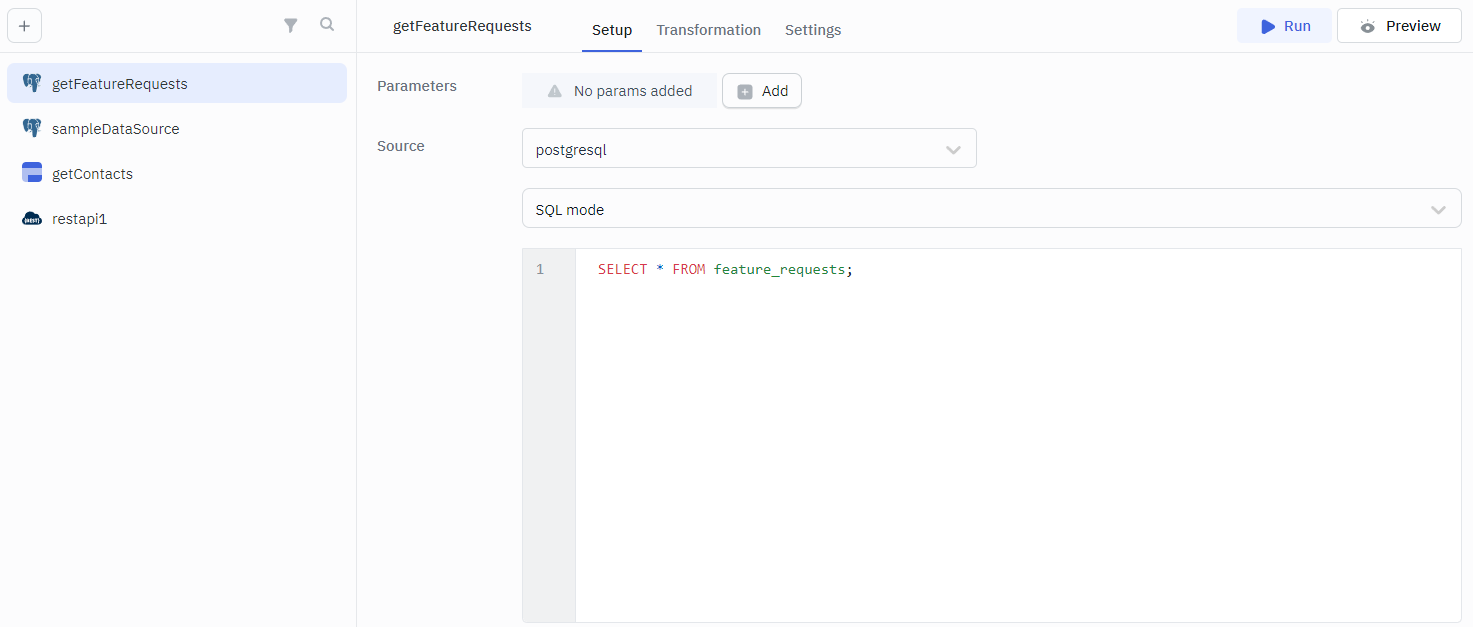 getFeatureRequests
Setup
Transformation
Settings
Run
Preview
getFeatureRequests
sampleDataSource
getContacts
restapi1
Parameters
No params added
Add
Source
postgresql
SQL mode
1
SELECT * FROM feature_requests;